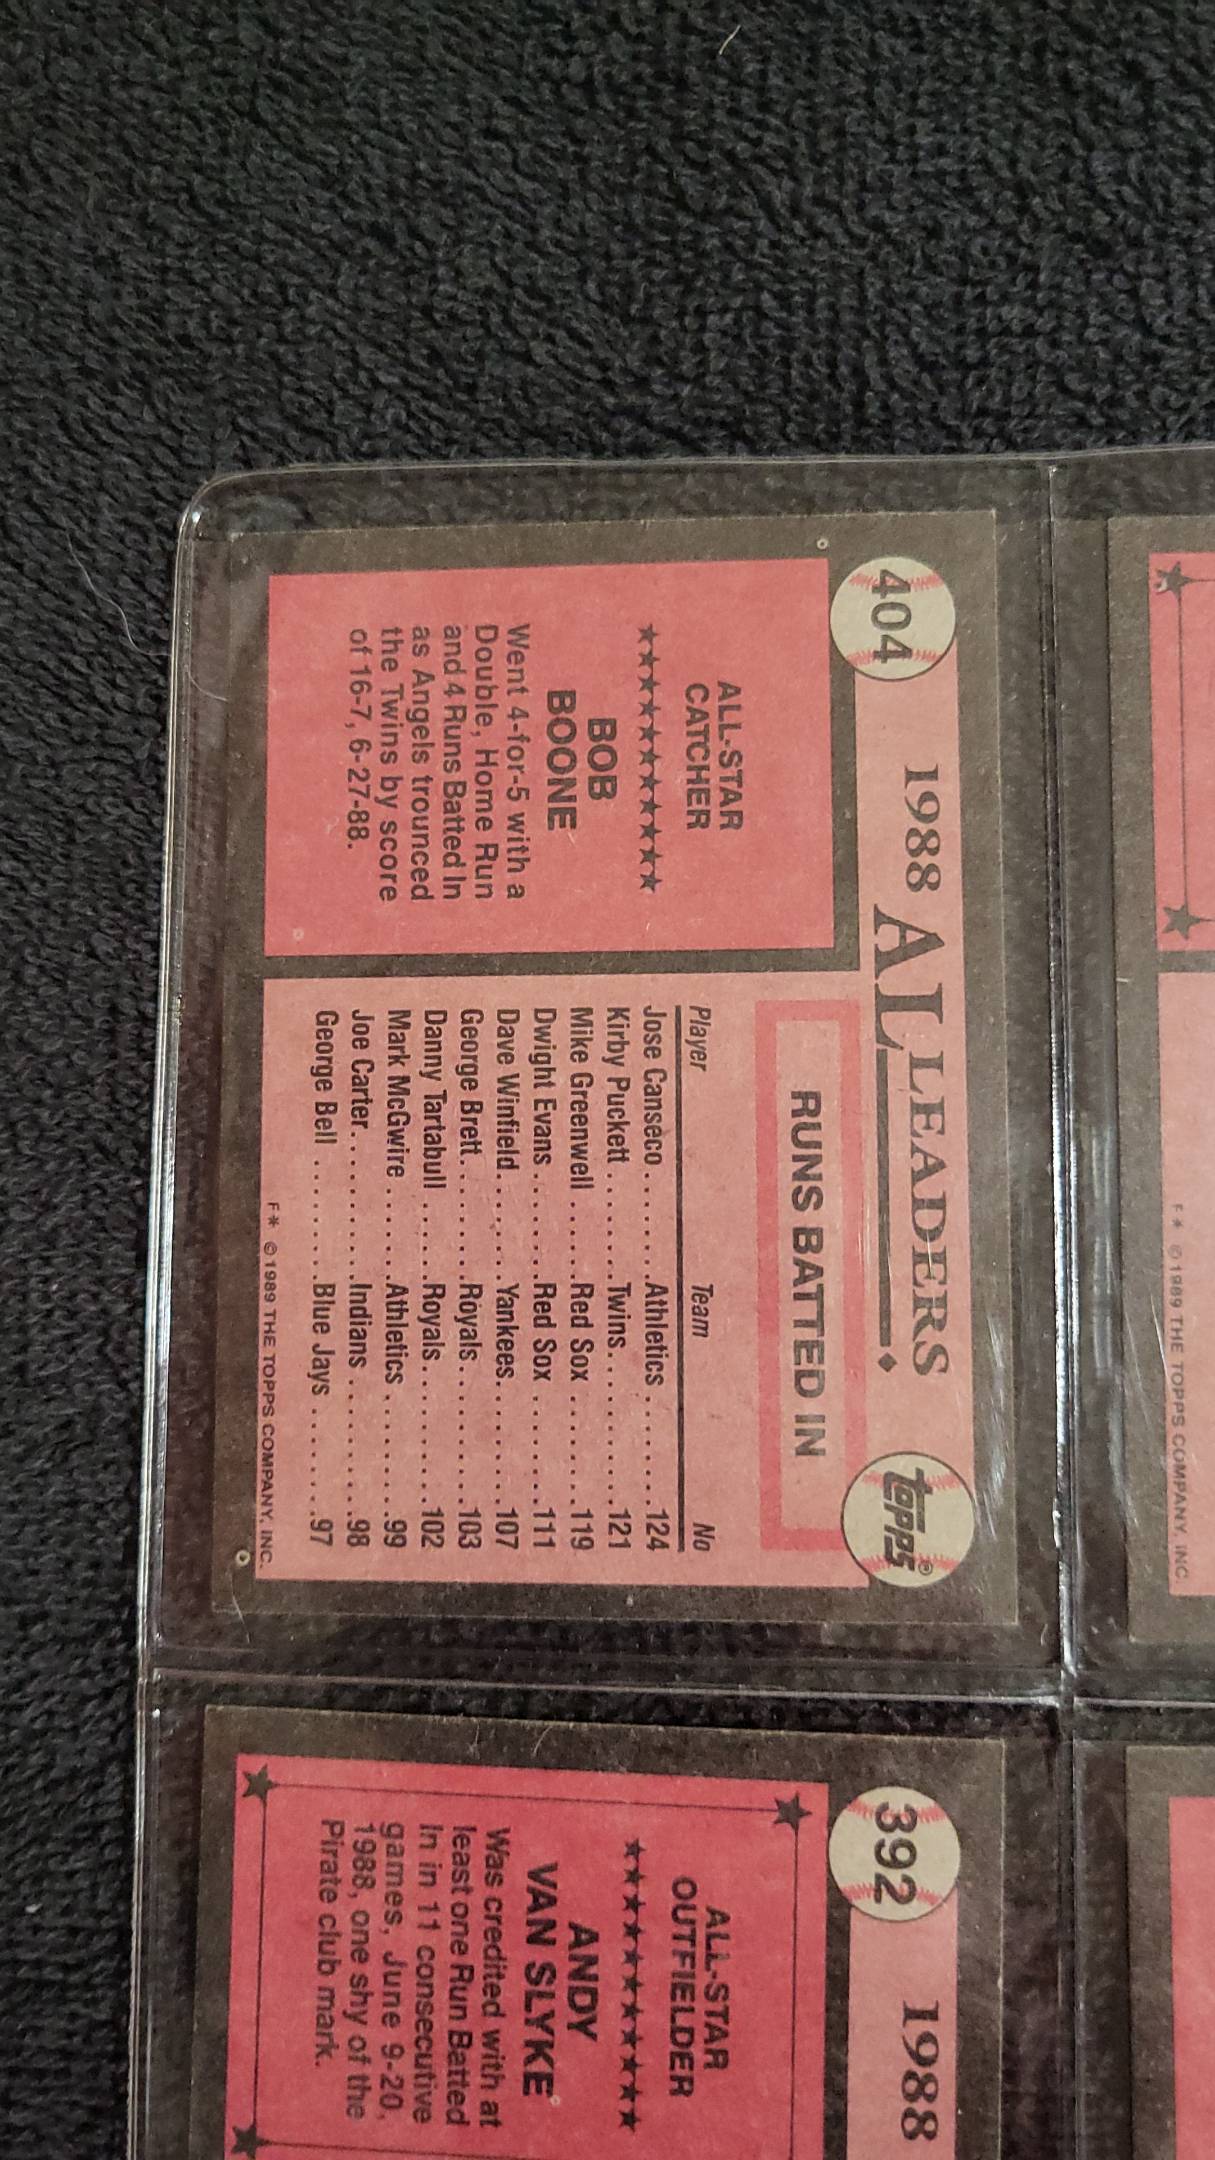 404
1988 AL LEADERS
topps®
ALL-STAR
CATCHER
★★★★★★★★★★★
BOB
BOONE
Went 4-for-5 with a
Double, Home Run
and 4 Runs Batted In
as Angels trounced
the Twins by score
of 16-7, 6-27-88.
RUNS BATTED IN
Player Team No
Jose Canseco.......Athletics.......124
Kirby Puckett.......Twins.........121
Mike Greenwell.....Red Sox.......119
Dwight Evans.......Red Sox.......111
Dave Winfield......Yankees.......107
George Brett.......Royals.........103
Danny Tartabull.....Royals.........102
Mark McGwire......Athletics.......99
Joe Carter..........Indians.........98
George Bell........Blue Jays.......97
F* ©1989 THE TOPPS COMPANY, INC.
F* ©1989 THE TOPPS COMPANY, INC.
392
1988
ALL-STAR
OUTFIELDER
★★★★★★★★★★★
ANDY
VAN SLYKE
Was credited with at
least one Run Batted
In in 11 consecutive
games, June 9-20,
1988, one shy of the
Pirate club mark.